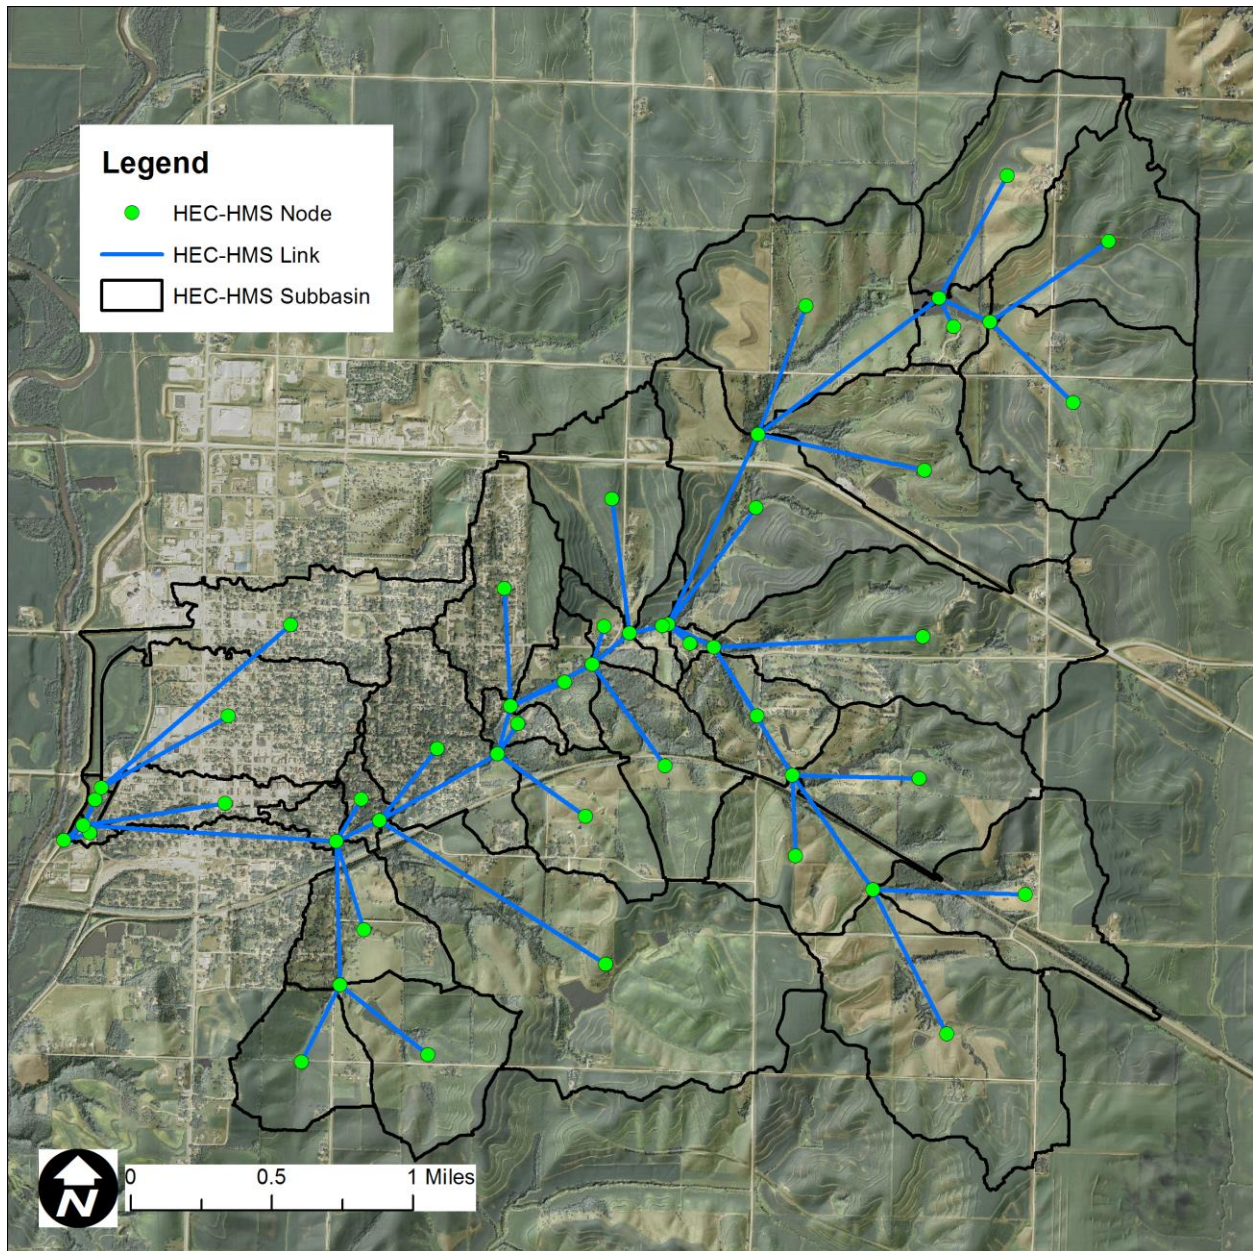 Legend
HEC-HMS Node
HEC-HMS Link
HEC-HMS Subbasin
N
0 0.5 1 Miles